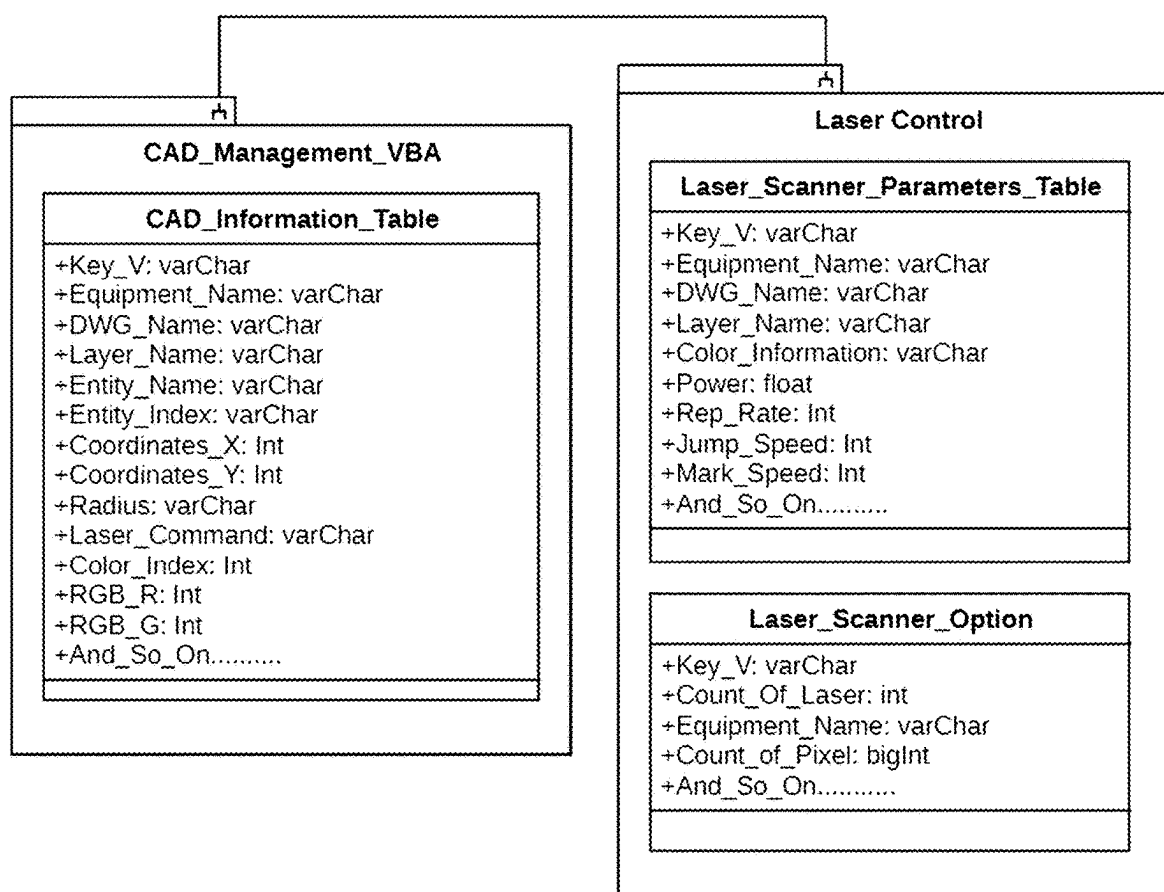 CAD_Management_VBA
CAD_Information_Table
+Key_V: varChar
+Equipment_Name: varChar
+DWG_Name: varChar
+Layer_Name: varChar
+Entity_Name: varChar
+Entity_Index: varChar
+Coordinates_X: Int
+Coordinates_Y: Int
+Radius: varChar
+Laser_Command: varChar
+Color_Index: Int
+RGB_R: Int
+RGB_G: Int
+And_So_On..........
Laser Control
Laser_Scanner_Parameters_Table
+Key_V: varChar
+Equipment_Name: varChar
+DWG_Name: varChar
+Layer_Name: varChar
+Color_Information: varChar
+Power: float
+Rep_Rate: Int
+Jump_Speed: Int
+Mark_Speed: Int
+And_So_On..........
Laser_Scanner_Option
+Key_V: varChar
+Count_Of_Laser: int
+Equipment_Name: varChar
+Count_of_Pixel: bigInt
+And_So_On...........